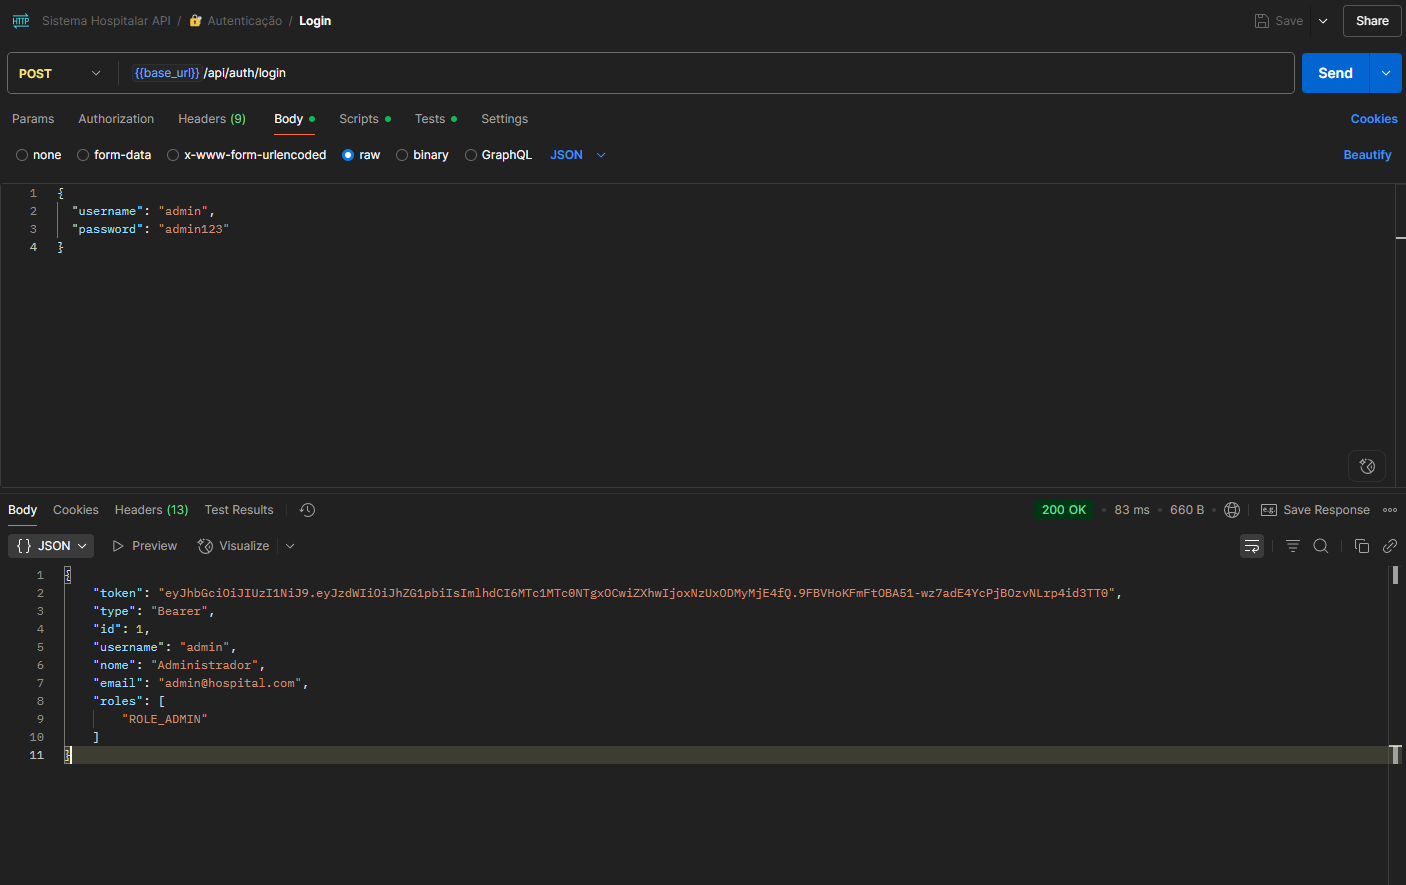 HTTP Sistema Hospitalar API / Autenticação / Login Save Share
POST {{base_url}} /api/auth/login Send
Params Authorization Headers (9) Body Scripts Tests Settings Cookies
none form-data x-www-form-urlencoded raw binary GraphQL JSON Beautify
1 {
2 "username": "admin",
3 "password": "admin123"
4 }
Body Cookies Headers (13) Test Results 200 OK 83 ms 660 B e.g. Save Response
{} JSON Preview Visualize
1 {
2 "token": "eyJhbGciOiJIUzI1NiJ9.eyJzdWIiOiJhZG1pbiIsImlhdCI6MTc1MTc0NTgxOCwiZXhwIjoxNzUxODMyMjE4fQ.9FBVHoKFmFtOBA51-wz7adE4YcPjBOzvNLrp4id3TT0",
3 "type": "Bearer",
4 "id": 1,
5 "username": "admin",
6 "nome": "Administrador",
7 "email": "admin@hospital.com",
8 "roles": [
9 "ROLE_ADMIN"
10 ]
11 }